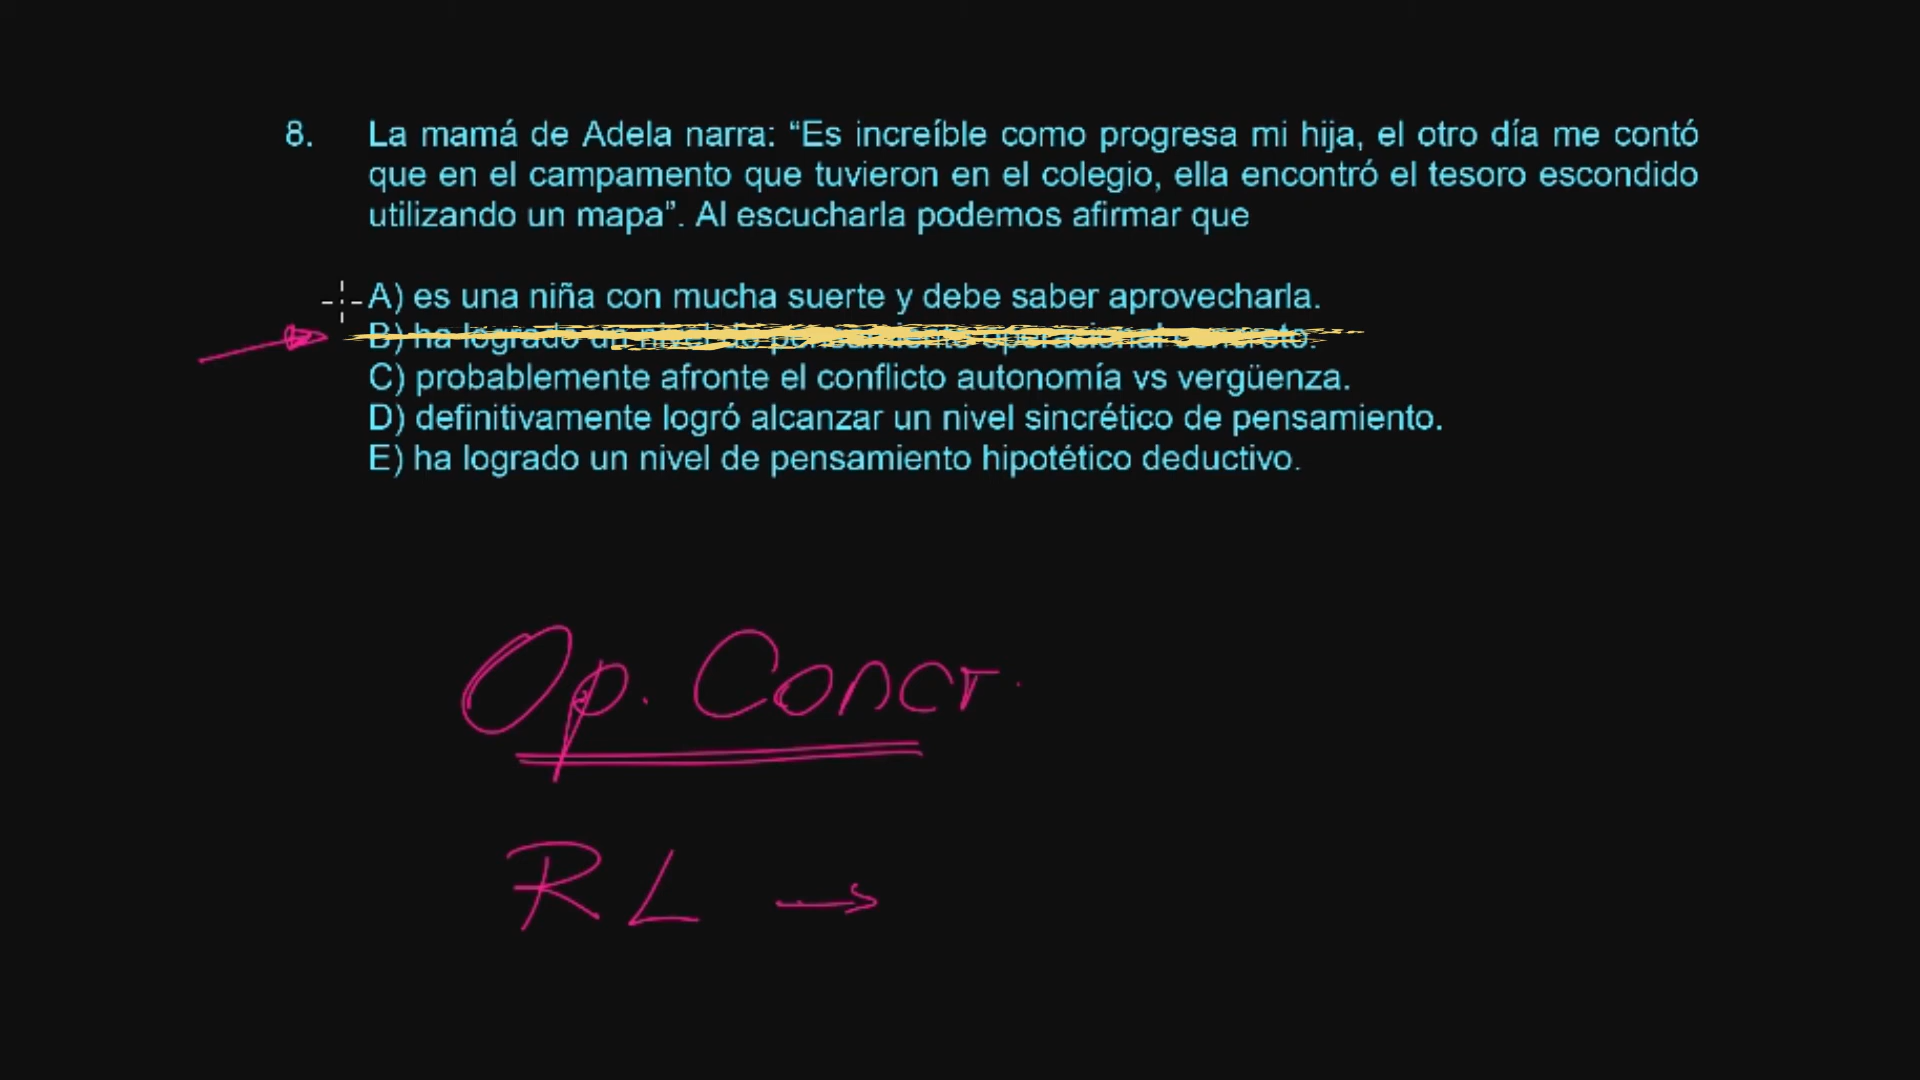 8. La mamá de Adela narra: “Es increíble como progresa mi hija, el otro día me contó
que en el campamento que tuvieron en el colegio, ella encontró el tesoro escondido
utilizando un mapa”. Al escucharla podemos afirmar que
A) es una niña con mucha suerte y debe saber aprovecharla.
B) ha logrado un nivel de pensamiento operacional concreto.
C) probablemente afronte el conflicto autonomía vs vergüenza.
D) definitivamente logró alcanzar un nivel sincrético de pensamiento.
E) ha logrado un nivel de pensamiento hipotético deductivo.
Op. Concr.
R L →